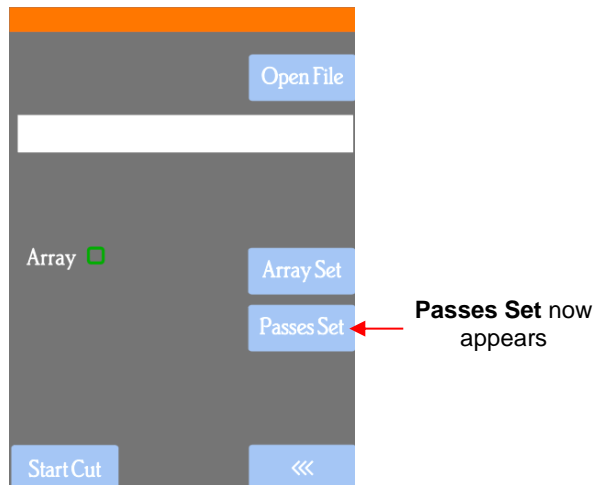 Open File
Array
Array Set
Passes Set
Passes Set now
appears
Start Cut
<<<